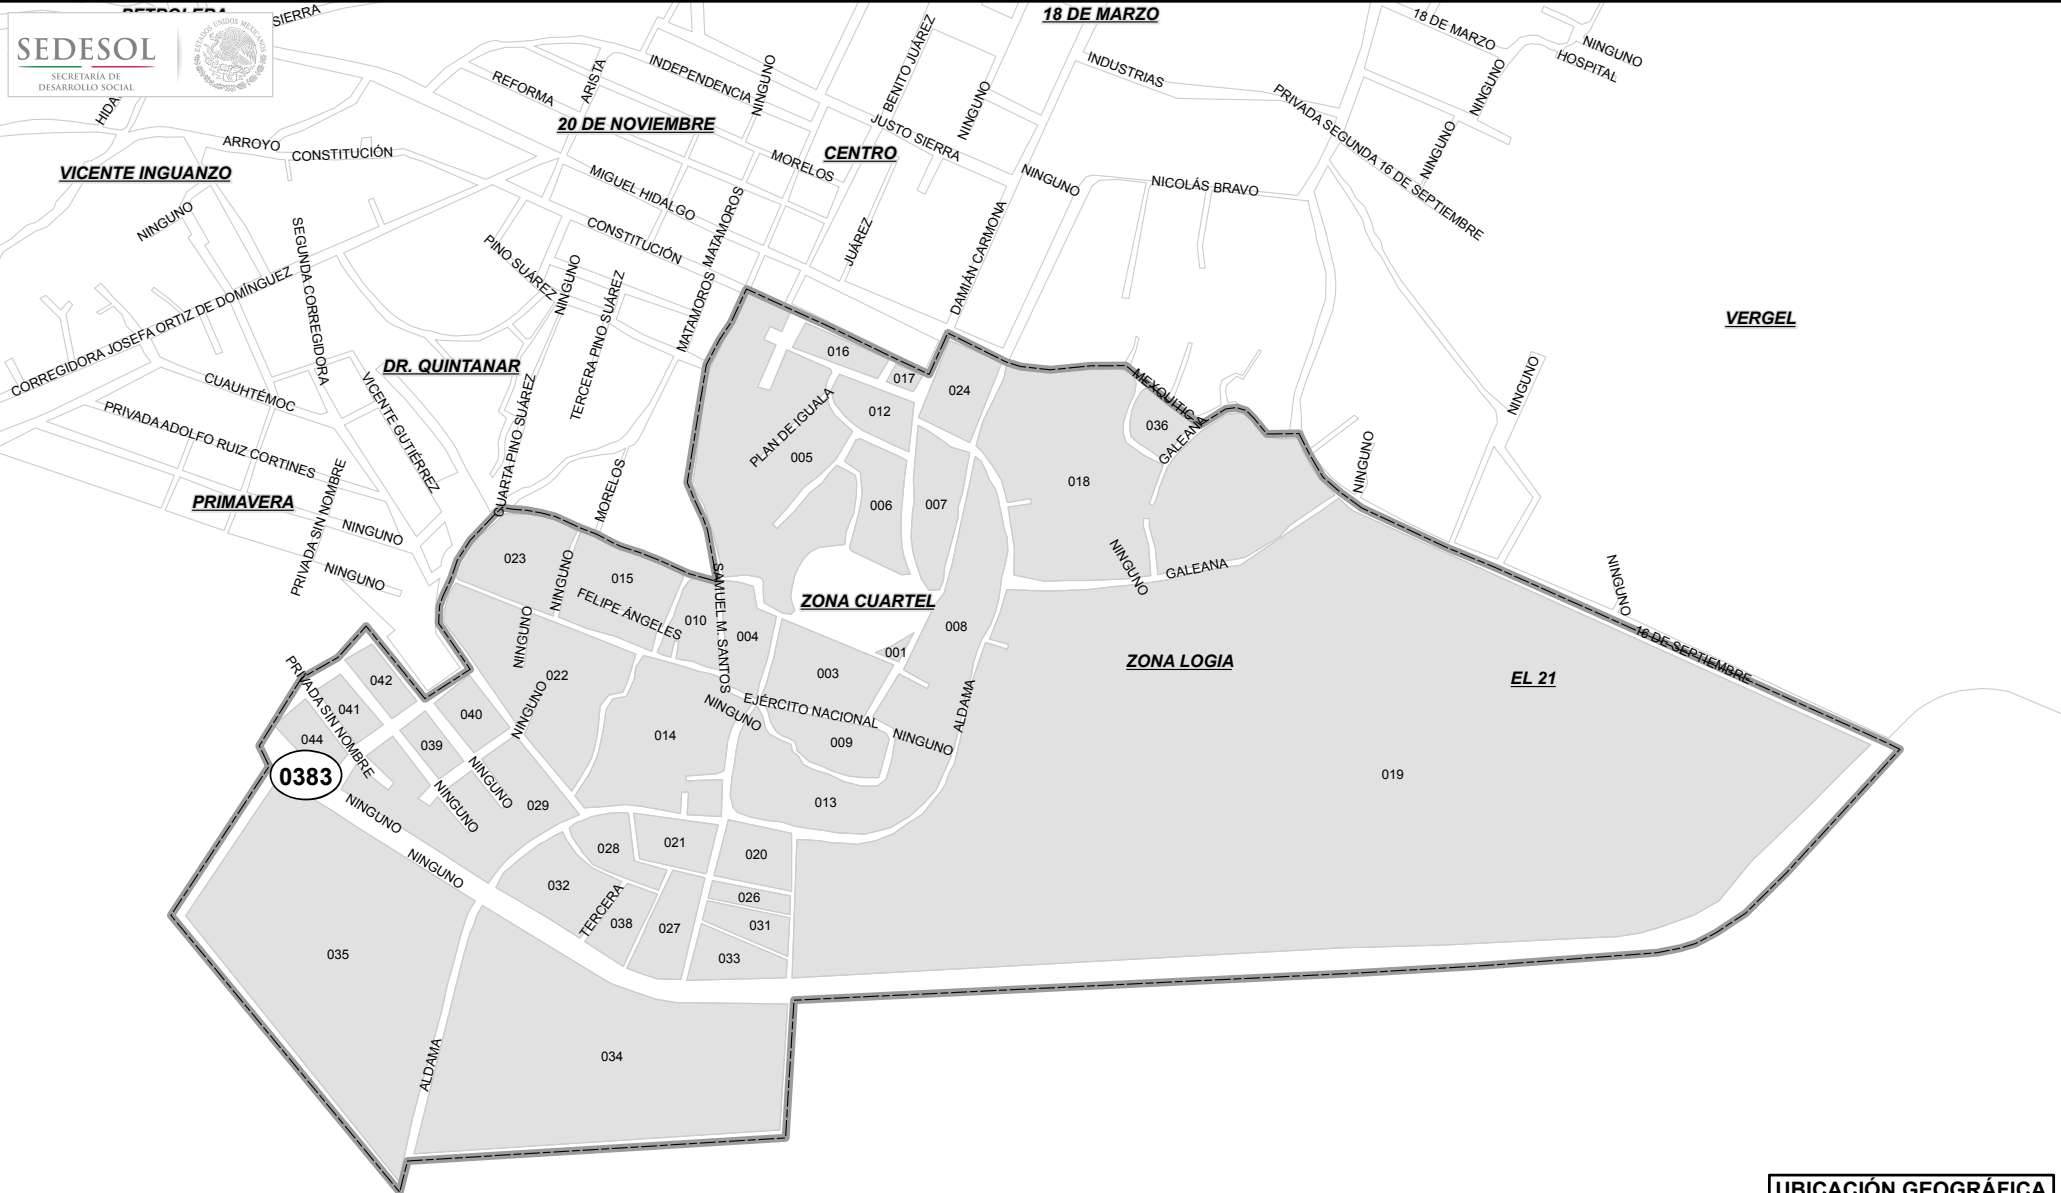 PETROLERA
SIERRA
18 DE MARZO
18 DE MARZO
NINGUNO
HOSPITAL
SEDESOL
SECRETARÍA DE
DESARROLLO SOCIAL
ESTADOS UNIDOS MEXICANOS
INDEPENDENCIA
NINGUNO
BENITO JUÁREZ
INDUSTRIAS
NINGUNO
REFORMA
ARISTA
NINGUNO
PRIVADA SEGUNDA 16 DE SEPTIEMBRE
20 DE NOVIEMBRE
JUSTO SIERRA
NINGUNO
ARROYO
CONSTITUCIÓN
CENTRO
MORELOS
VICENTE INGUANZO
MIGUEL HIDALGO
NINGUNO
NICOLÁS BRAVO
NINGUNO
SEGUNDA CORREGIDORA
CONSTITUCIÓN
MATAMOROS
JUÁREZ
DAMIÁN CARMONA
PINO SUÁREZ
NINGUNO
TERCERA PINO SUÁREZ
MATAMOROS
CORREGIDORA JOSEFA ORTIZ DE DOMÍNGUEZ
VERGEL
DR. QUINTANAR
016
017
024
MEXQUITIC
NINGUNO
CUAUHTÉMOC
VICENTE GUTIÉRREZ
CUARTA PINO SUÁREZ
012
036
GALEANA
PLAN DE IGUALA
005
PRIVADA ADOLFO RUIZ CORTINES
PRIVADA SIN NOMBRE
MORELOS
006
007
018
NINGUNO
PRIMAVERA
NINGUNO
NINGUNO
023
NINGUNO
015
NINGUNO
GALEANA
NINGUNO
FELIPE ÁNGELES
010
SAMUEL M. SANTOS
004
ZONA CUARTEL
008
16 DE SEPTIEMBRE
NINGUNO
001
ZONA LOGIA
EL 21
022
003
PRIVADA SIN NOMBRE
042
041
040
NINGUNO
EJÉRCITO NACIONAL
NINGUNO
NINGUNO
ALDAMA
044
039
014
009
0383
NINGUNO
NINGUNO
019
NINGUNO
029
013
028
021
020
NINGUNO
032
TERCERA
026
038
027
031
035
033
034
ALDAMA
UBICACIÓN GEOGRÁFICA